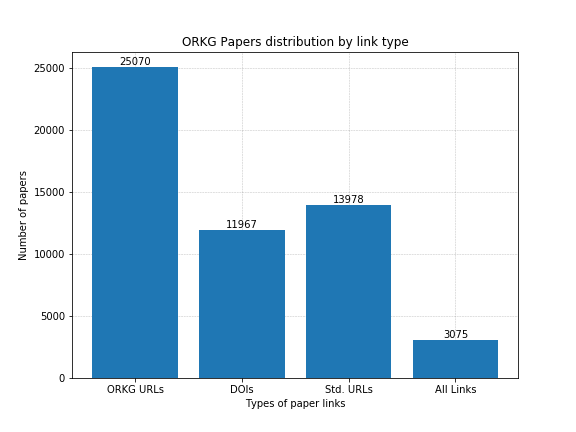 ORKG Papers distribution by link type
25070
11967
13978
3075
25000
20000
15000
10000
5000
0
Number of papers
ORKG URLs
DOIs
Std. URLs
All Links
Types of paper links